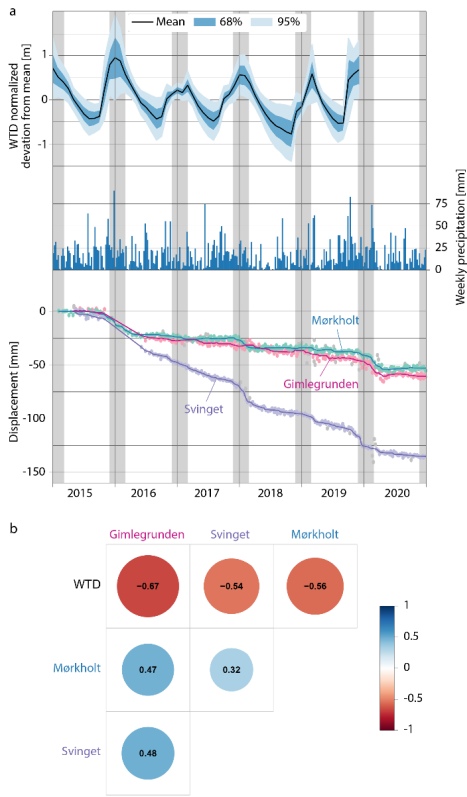 a
Mean 68% 95%
WTD normalized
devation from mean [m]
1
0
-1
Weekly precipitation [mm]
75
50
25
0
Displacement [mm]
0
-50
-100
-150
Mørkholt
Gimlegrunden
Svinget
2015 2016 2017 2018 2019 2020
b
Gimlegrunden Svinget Mørkholt
WTD −0.67 −0.54 −0.56
Mørkholt 0.47 0.32
Svinget 0.48
1
0.5
0
-0.5
-1